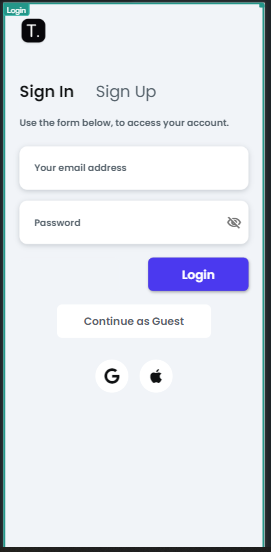 Login
T.
Sign In Sign Up
Use the form below, to access your account.
Your email address
Password
Login
Continue as Guest
G